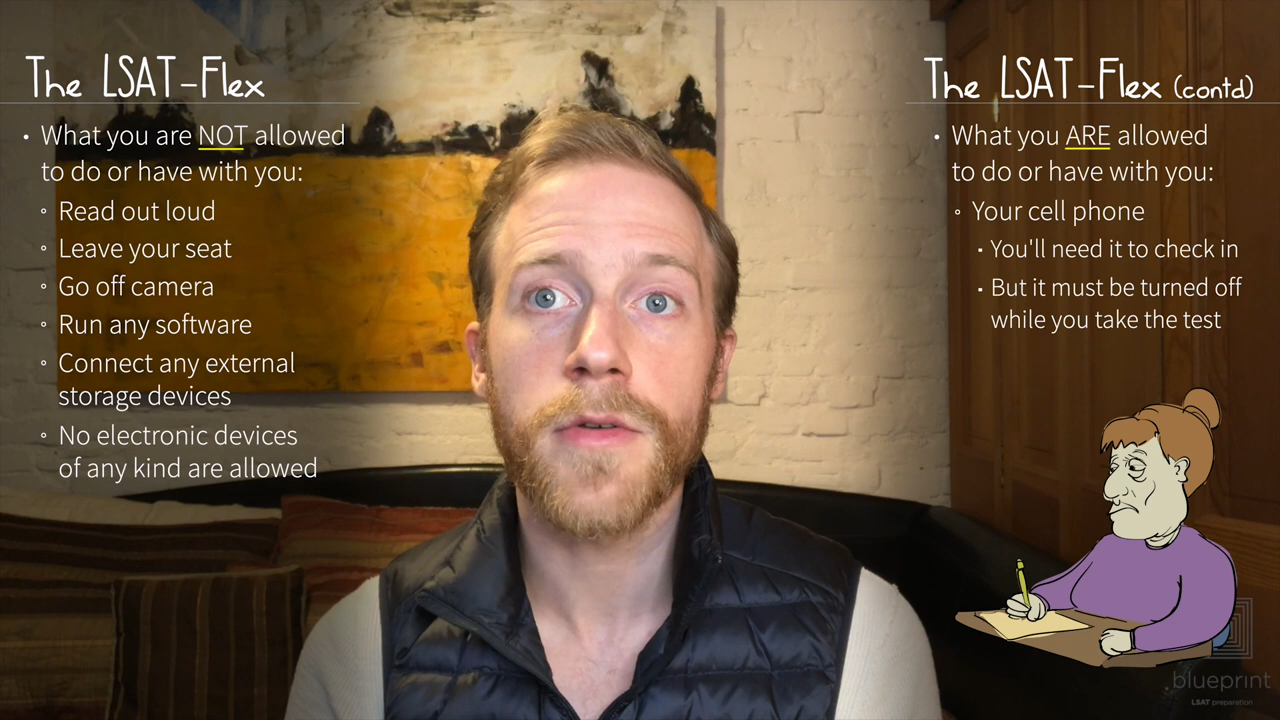 The LSAT-Flex
• What you are NOT allowed
to do or have with you:
◦ Read out loud
◦ Leave your seat
◦ Go off camera
◦ Run any software
◦ Connect any external
storage devices
◦ No electronic devices
of any kind are allowed
The LSAT-Flex (contd)
• What you ARE allowed
to do or have with you:
◦ Your cell phone
▪ You'll need it to check in
▪ But it must be turned off
while you take the test
blueprint
LSAT preparation